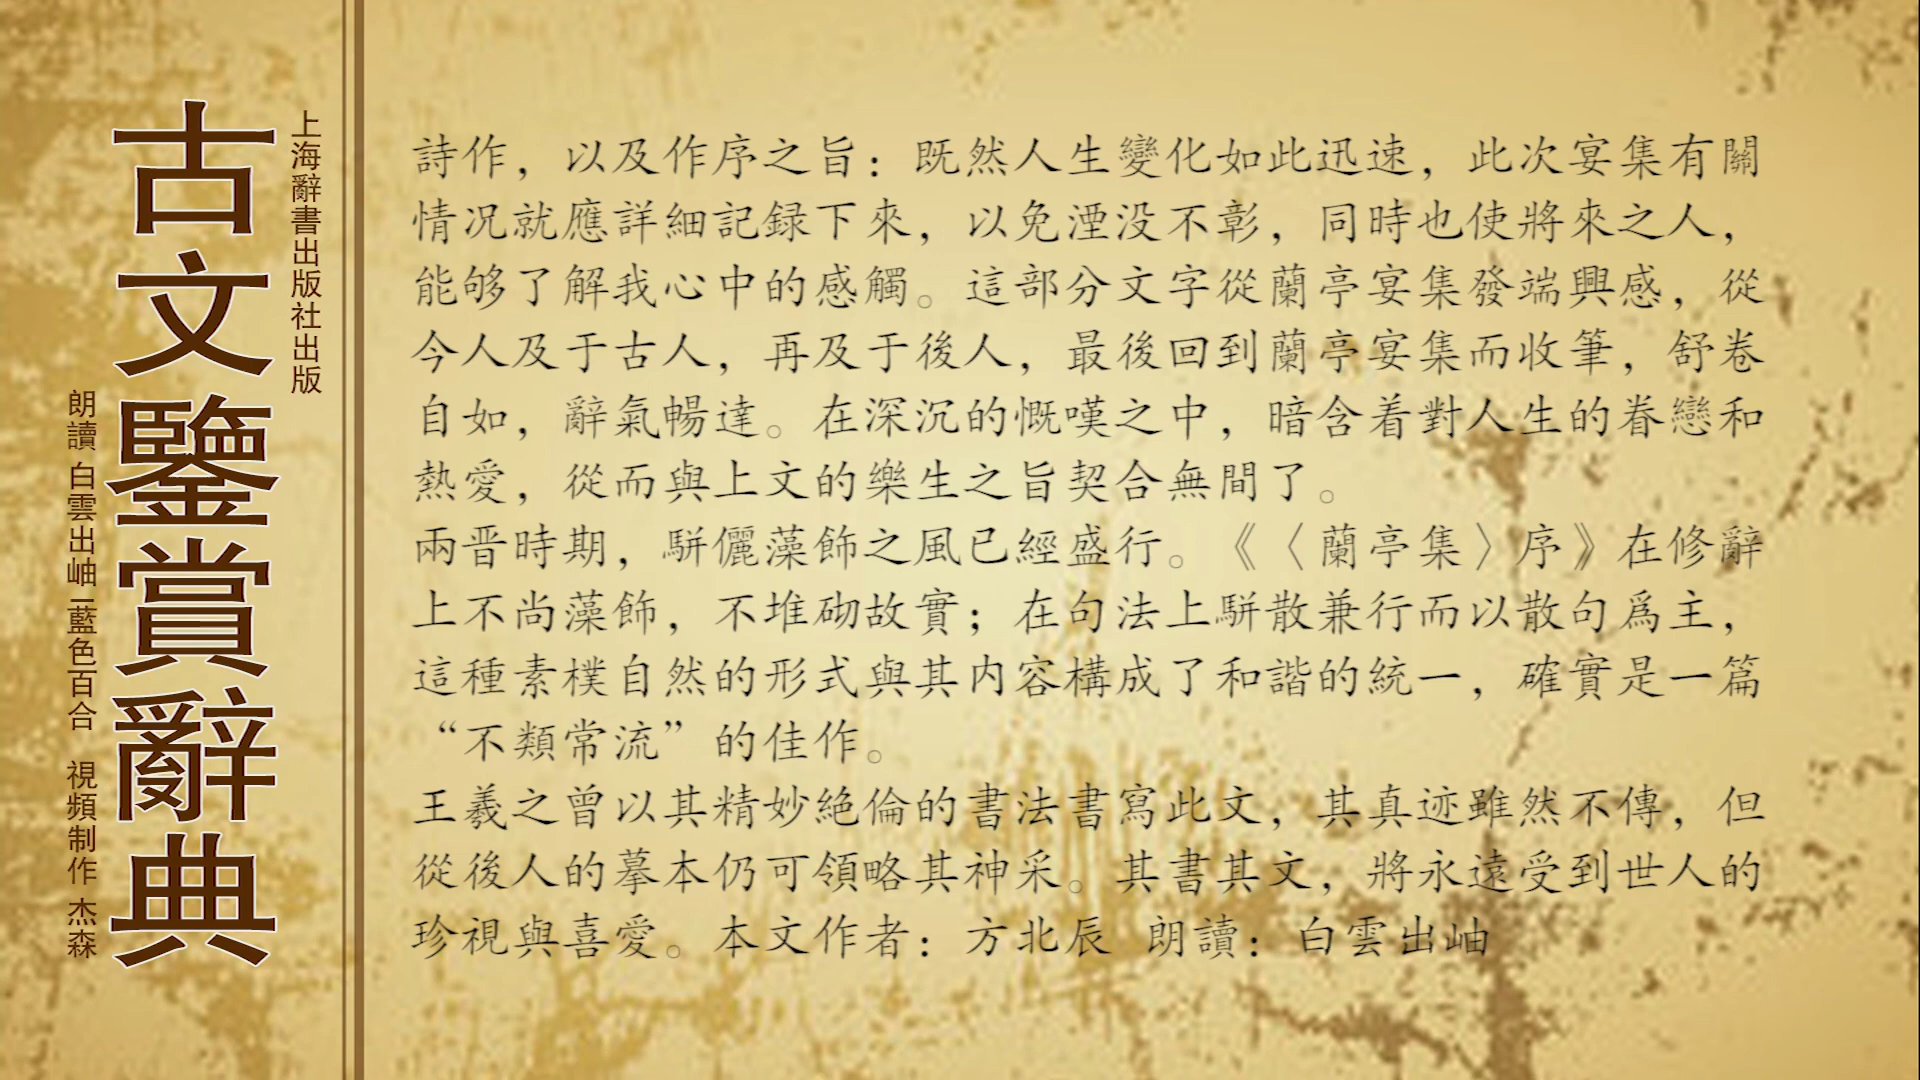 上海辭書出版社出版
古文鑒賞辭典
朗讀 白雲出岫—藍色百合 視頻制作 杰森
詩作，以及作序之旨：既然人生變化如此迅速，此次宴集有關
情况就應詳細記録下來，以免湮没不彰，同時也使將來之人，
能够了解我心中的感觸。這部分文字從蘭亭宴集發端興感，從
今人及于古人，再及于後人，最後回到蘭亭宴集而收筆，舒卷
自如，辭氣暢達。在深沉的慨嘆之中，暗含着對人生的眷戀和
熱愛，從而與上文的樂生之旨契合無間了。
兩晋時期，駢儷藻飾之風已經盛行。《〈蘭亭集〉序》在修辭
上不尚藻飾，不堆砌故實；在句法上駢散兼行而以散句爲主，
這種素樸自然的形式與其内容構成了和諧的統一，確實是一篇
“不類常流”的佳作。
王羲之曾以其精妙絶倫的書法書寫此文，其真迹雖然不傳，但
從後人的摹本仍可領略其神采。其書其文，將永遠受到世人的
珍視與喜愛。本文作者：方北辰 朗讀：白雲出岫